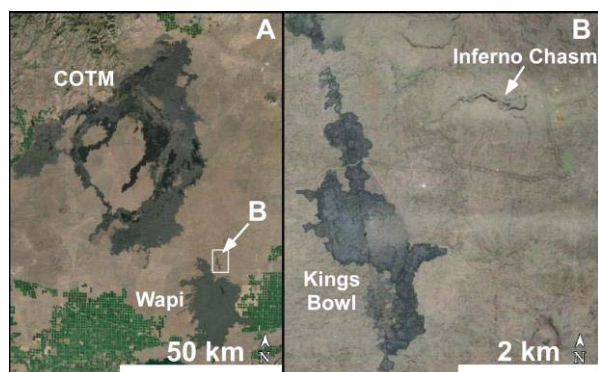 A
COTM
B
Wapi
50 km
N
B
Inferno Chasm
Kings
Bowl
2 km
N